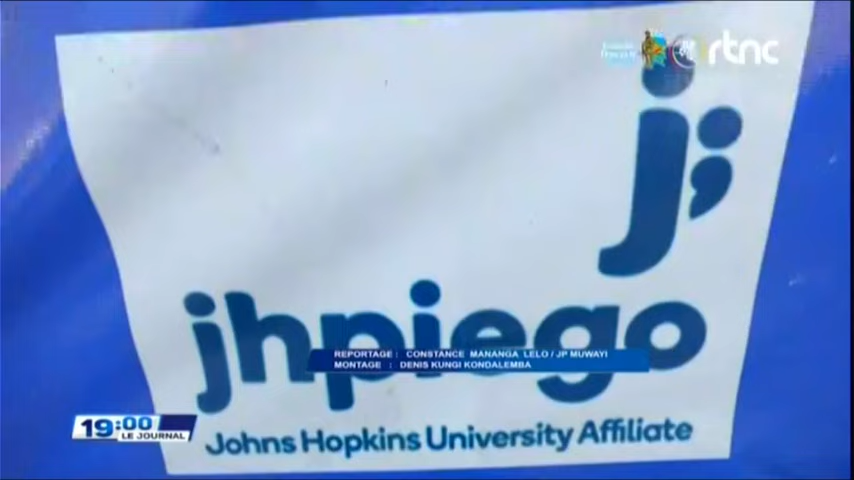 rtnc
j;
jhpiego
REPORTAGE : CONSTANCE MANANGA LELO / JP MUWAYI
MONTAGE : DENIS KUNGI KONDALEMBA
19:00
LE JOURNAL
Johns Hopkins University Affiliate